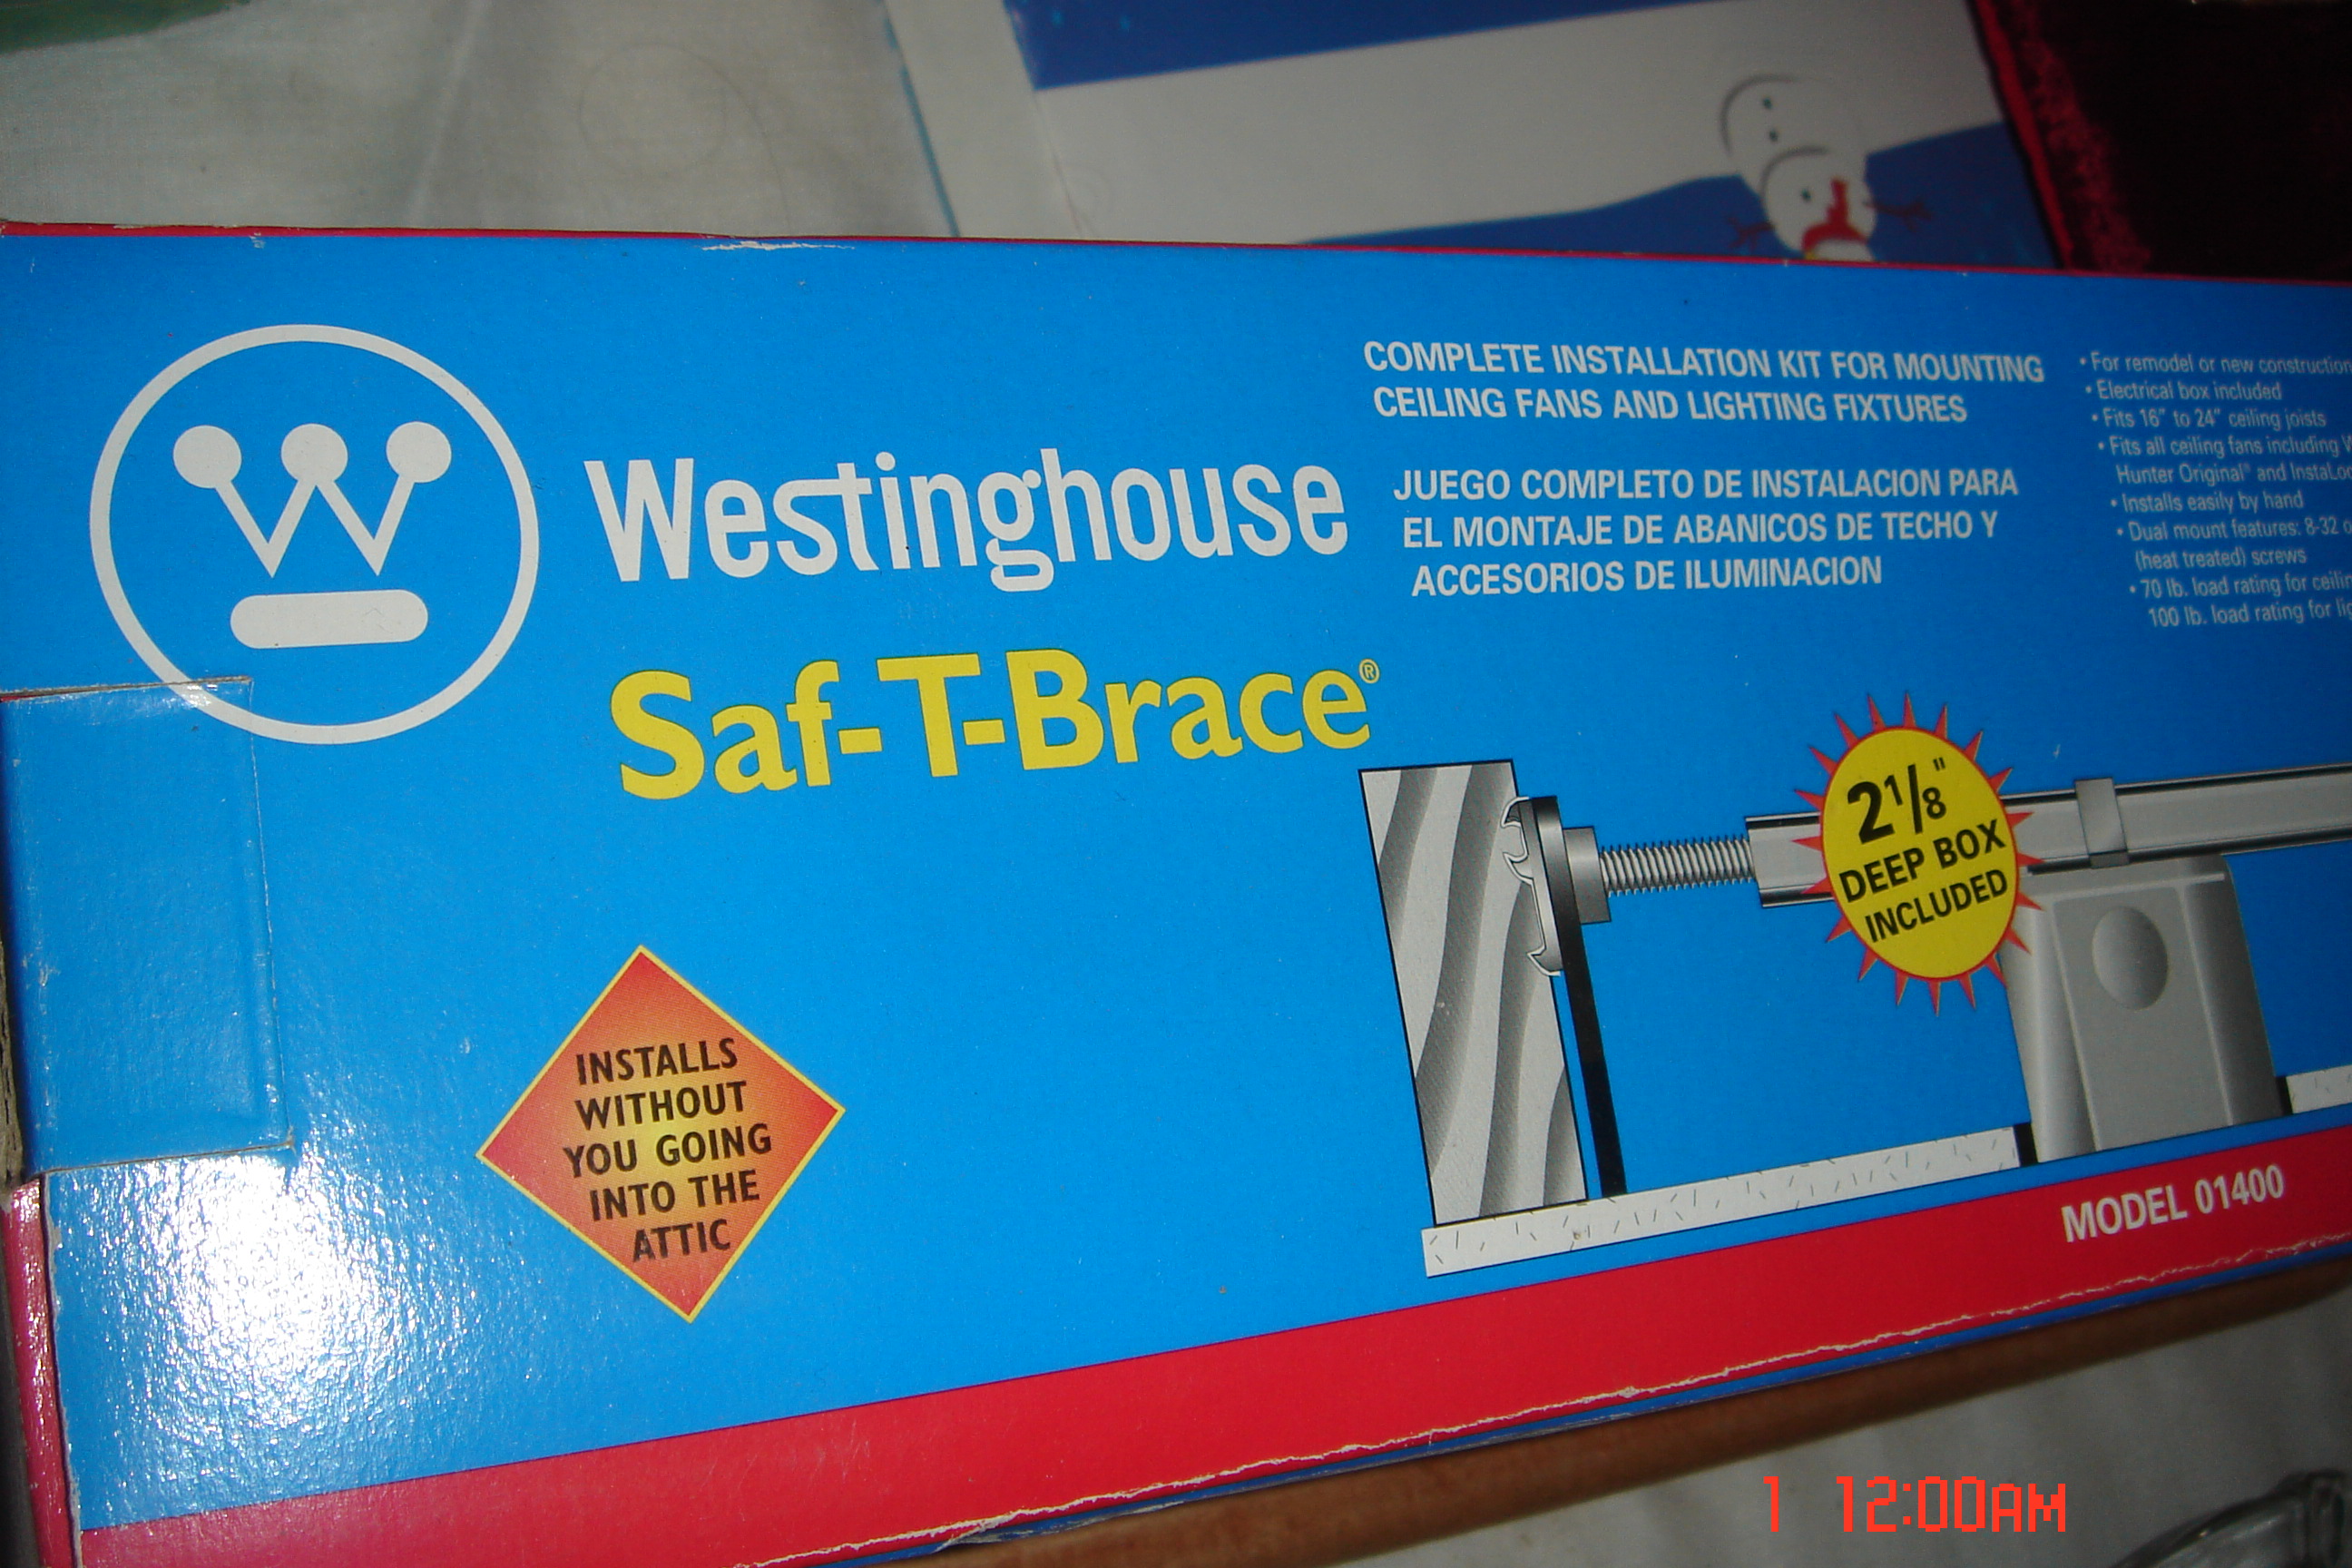 W
Westinghouse
Saf-T-Brace®
COMPLETE INSTALLATION KIT FOR MOUNTING
CEILING FANS AND LIGHTING FIXTURES
JUEGO COMPLETO DE INSTALACION PARA
EL MONTAJE DE ABANICOS DE TECHO Y
ACCESORIOS DE ILUMINACION
• For remodel or new construction
• Electrical box included
• Fits 16" to 24" ceiling joists
• Fits all ceiling fans including
Hunter Original® and
• Installs easily by hand
• Dual mount features: 8-32
(heat treated) screws
• 70 lb. load rating for
100 lb. load rating for
2 1/8"
DEEP BOX
INCLUDED
INSTALLS
WITHOUT
YOU GOING
INTO THE
ATTIC
MODEL 01400
1 12:00AM